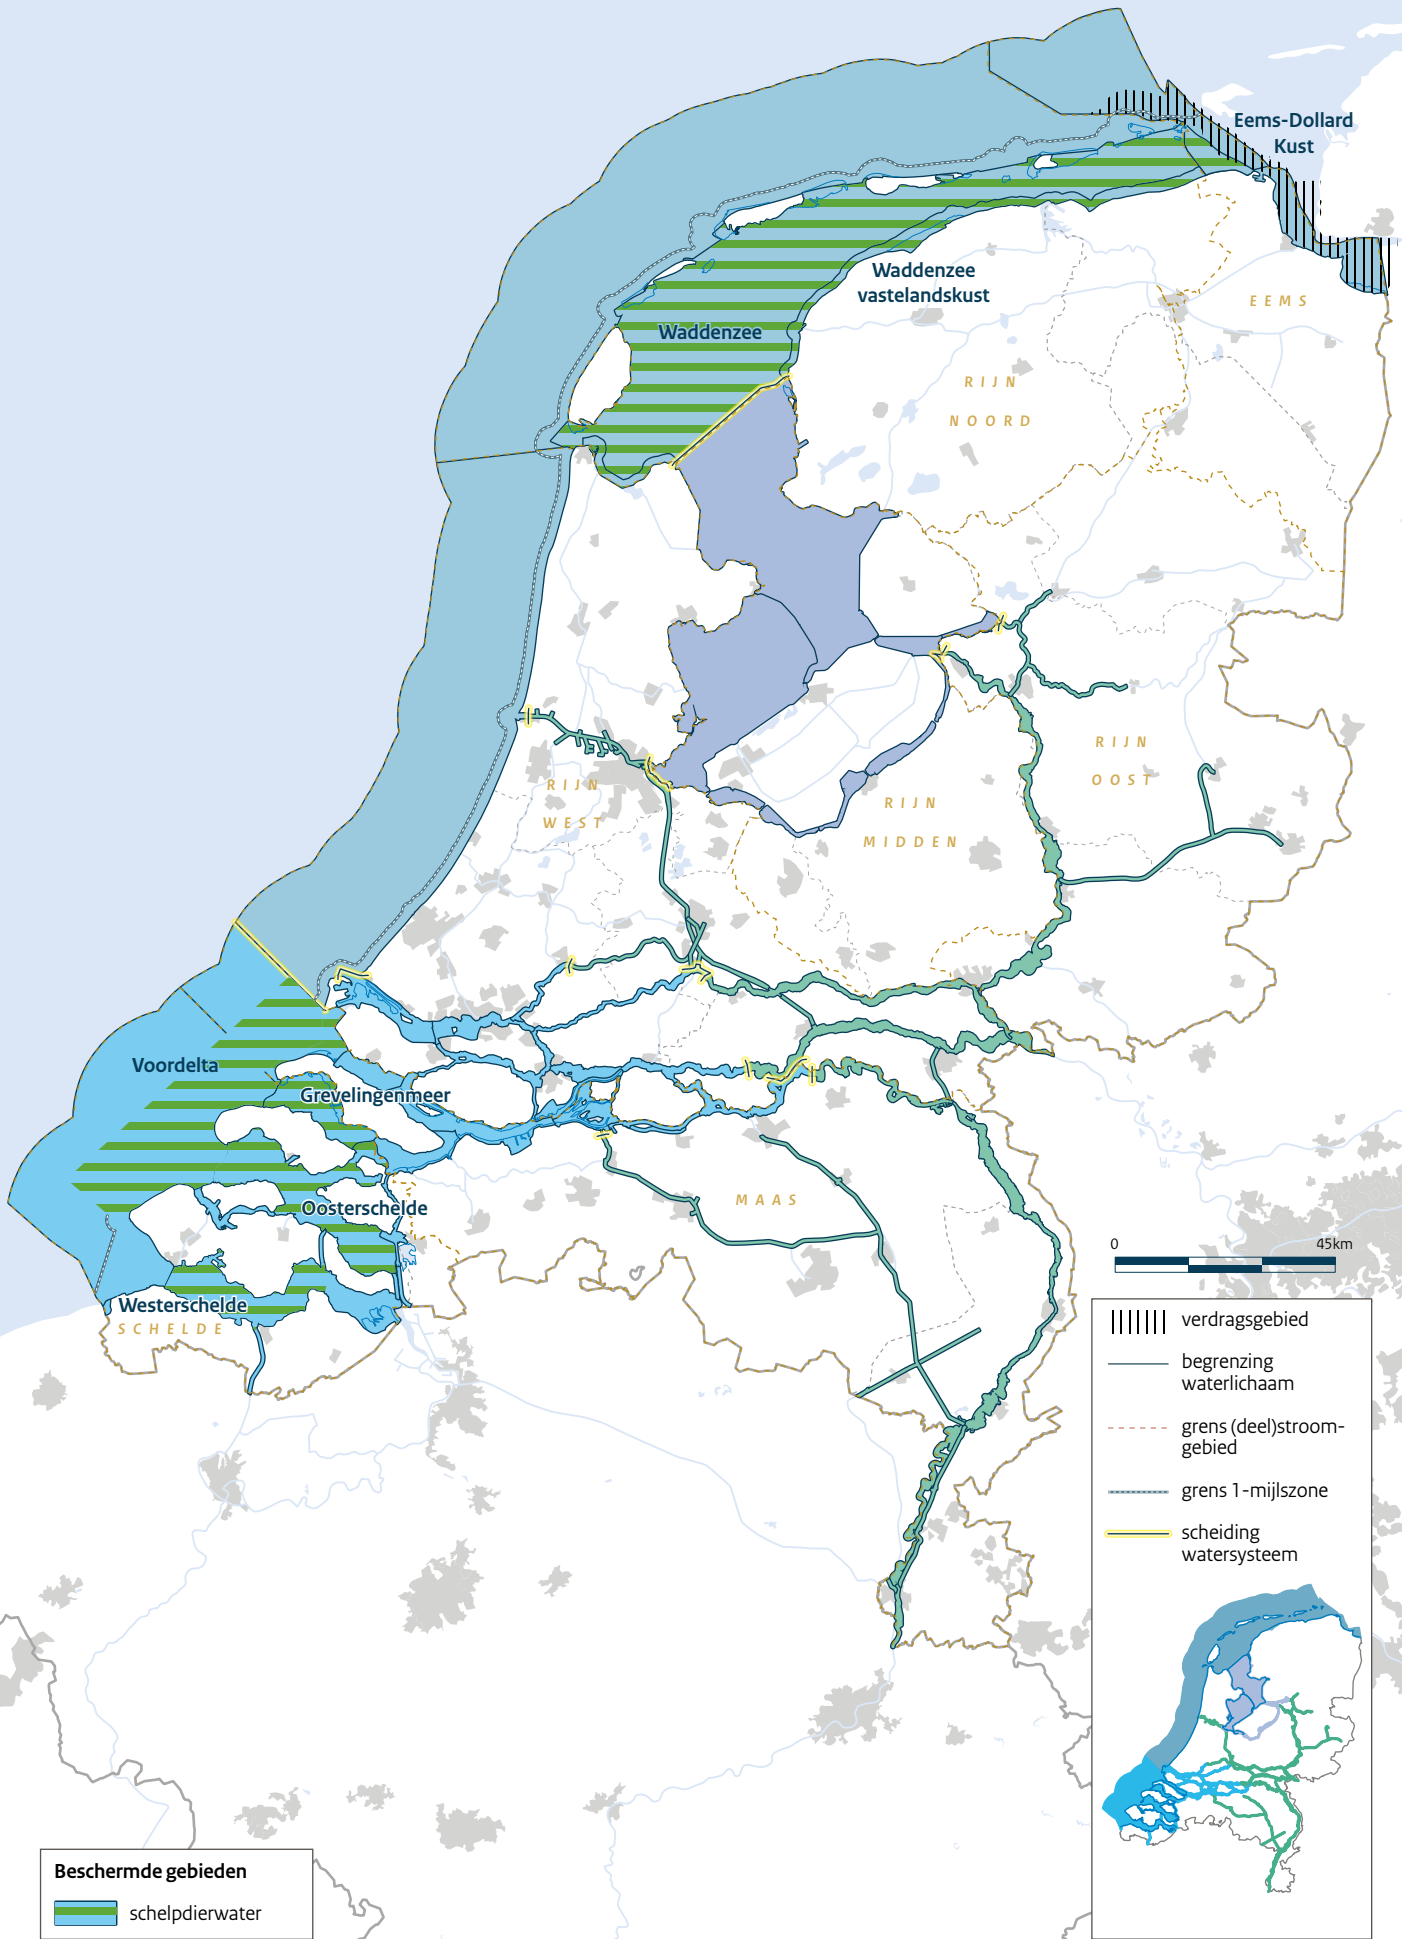 Eems-Dollard
Kust
Waddenzee
vastelandskust
EEMS
Waddenzee
RIJN
NOORD
RIJN
OOST
RIJN
WEST
RIJN
MIDDEN
Voordelta
Grevelingenmeer
MAAS
Oosterschelde
Westerschelde
SCHELDE
0 45km
verdragsgebied
begrenzing
waterlichaam
grens (deel)stroom-
gebied
grens 1-mijlszone
scheiding
watersysteem
Beschermde gebieden
schelpdierwater